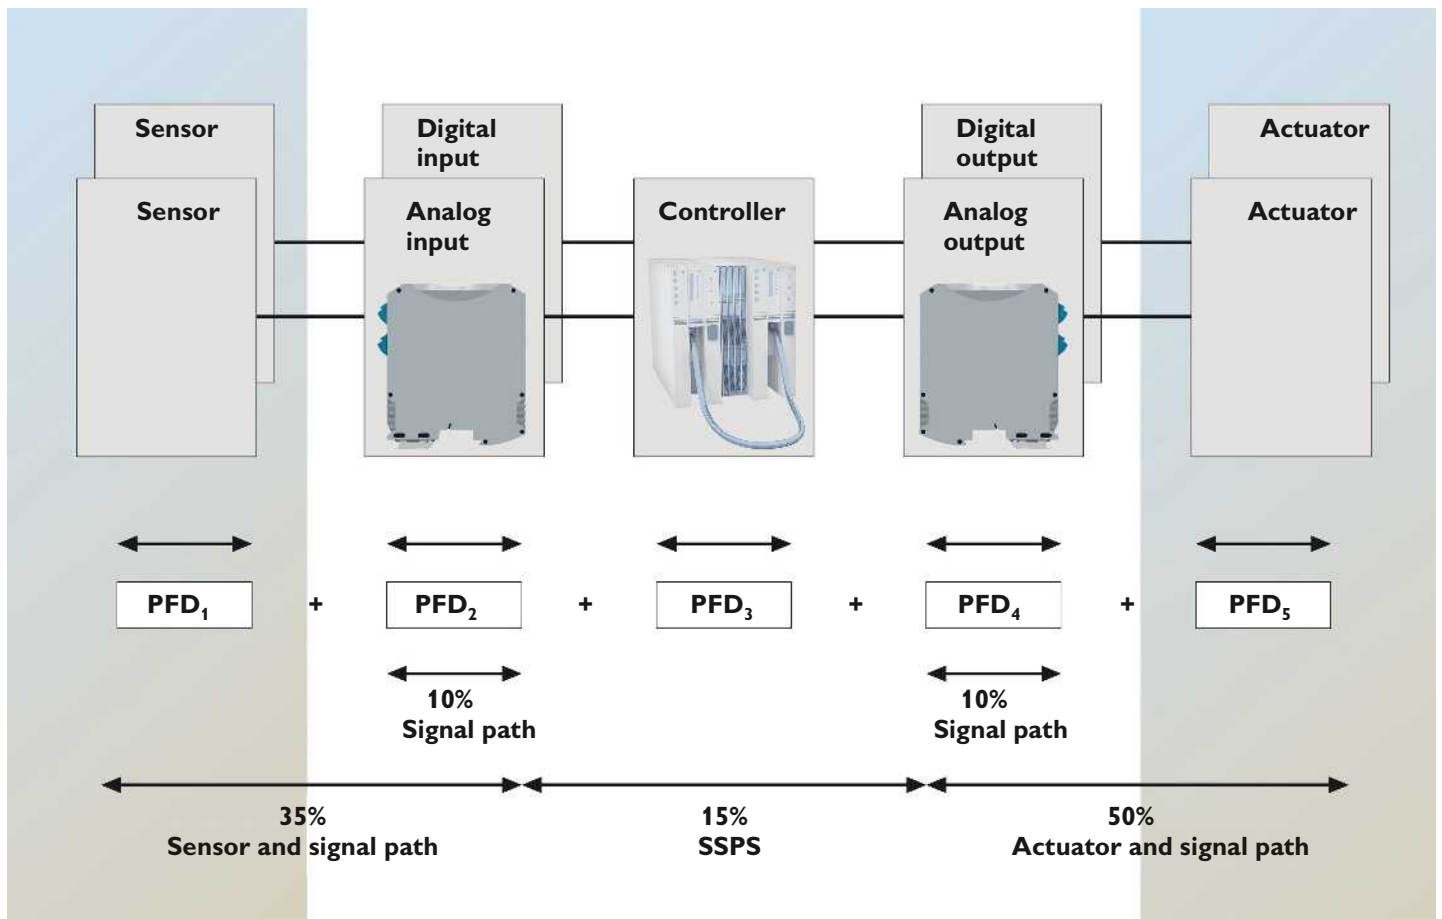 Sensor
Sensor
Digital
input
Analog
input
Controller
Digital
output
Analog
output
Actuator
Actuator
PFD1 + PFD2 + PFD3 + PFD4 + PFD5
10%
Signal path
10%
Signal path
35%
Sensor and signal path
15%
SSPS
50%
Actuator and signal path